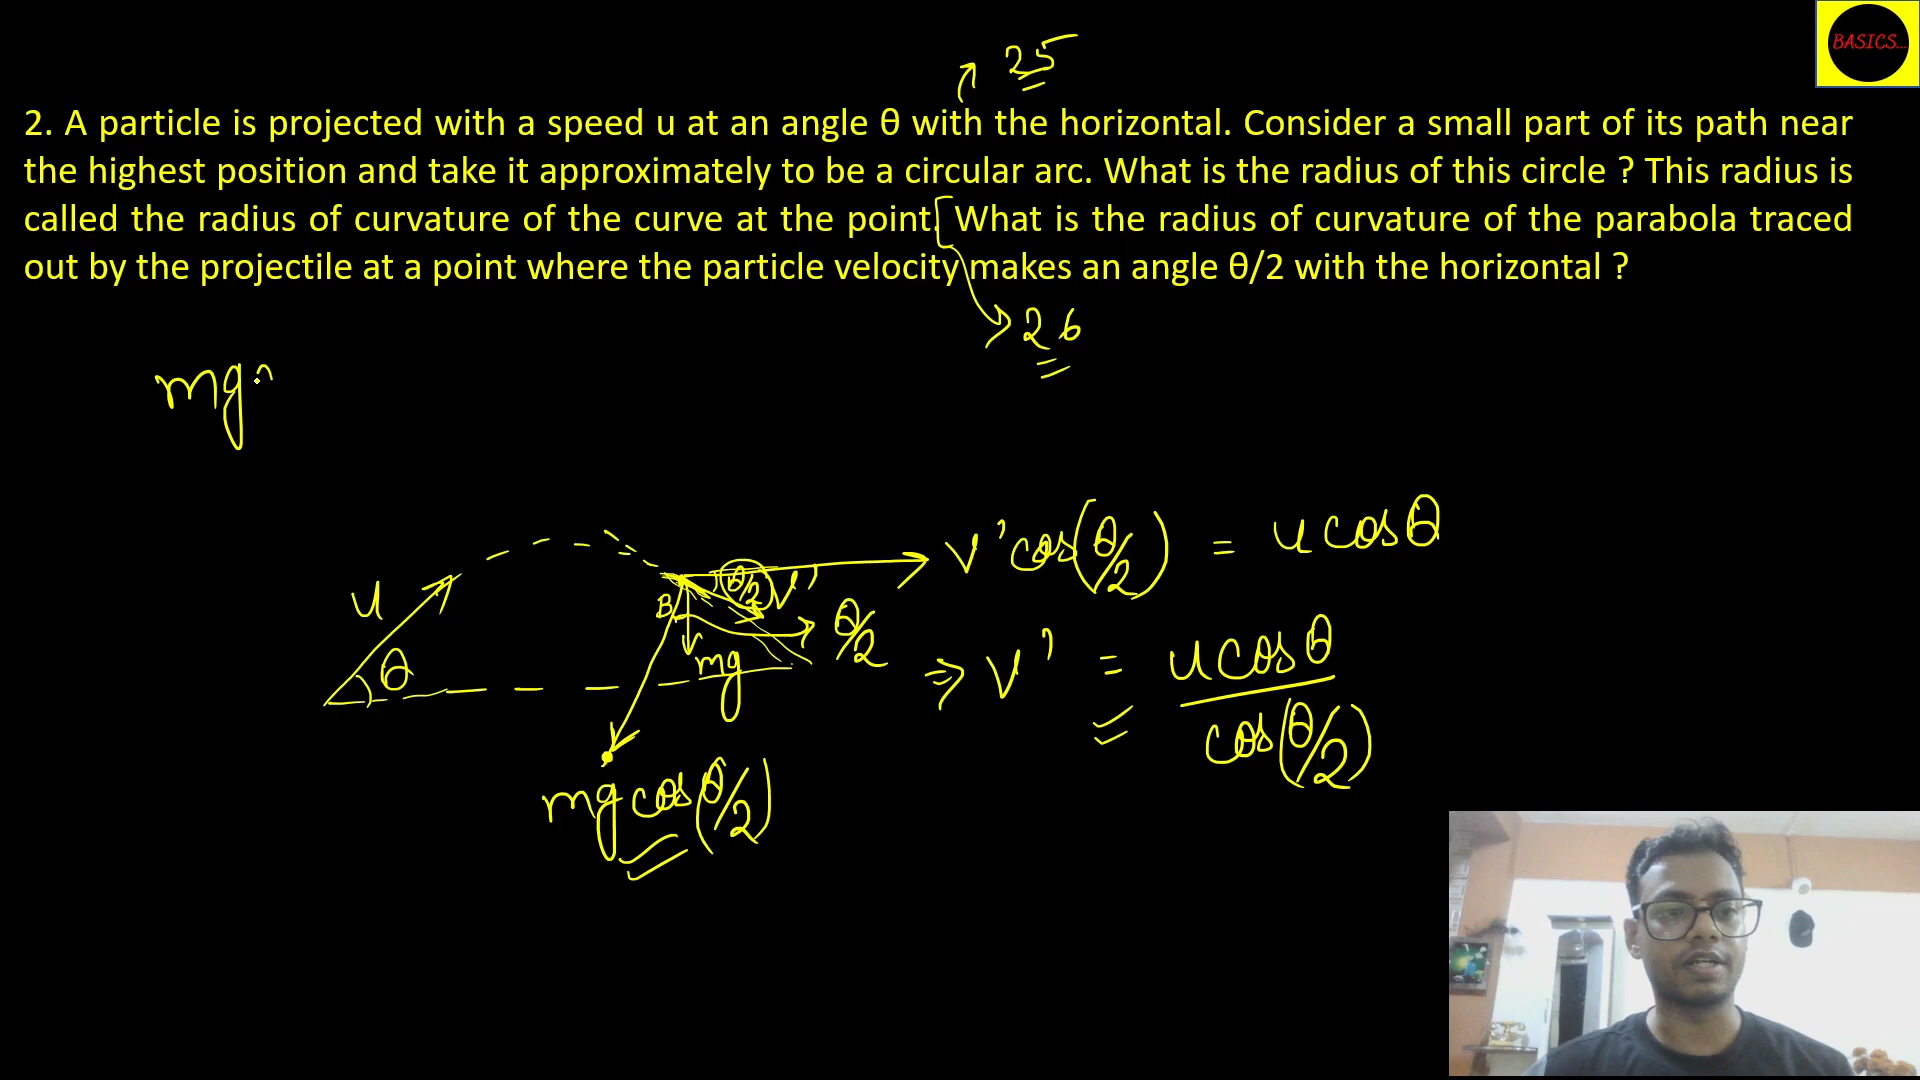 BASICS...
25
2. A particle is projected with a speed u at an angle θ with the horizontal. Consider a small part of its path near
the highest position and take it approximately to be a circular arc. What is the radius of this circle ? This radius is
called the radius of curvature of the curve at the point. What is the radius of curvature of the parabola traced
out by the projectile at a point where the particle velocity makes an angle θ/2 with the horizontal ?
26
mg
v'cos(θ/2) = u cosθ
u
θ/2 v'
B
θ/2
θ
mg
⇒ v' = u cosθ
cos(θ/2)
mg cos(θ/2)